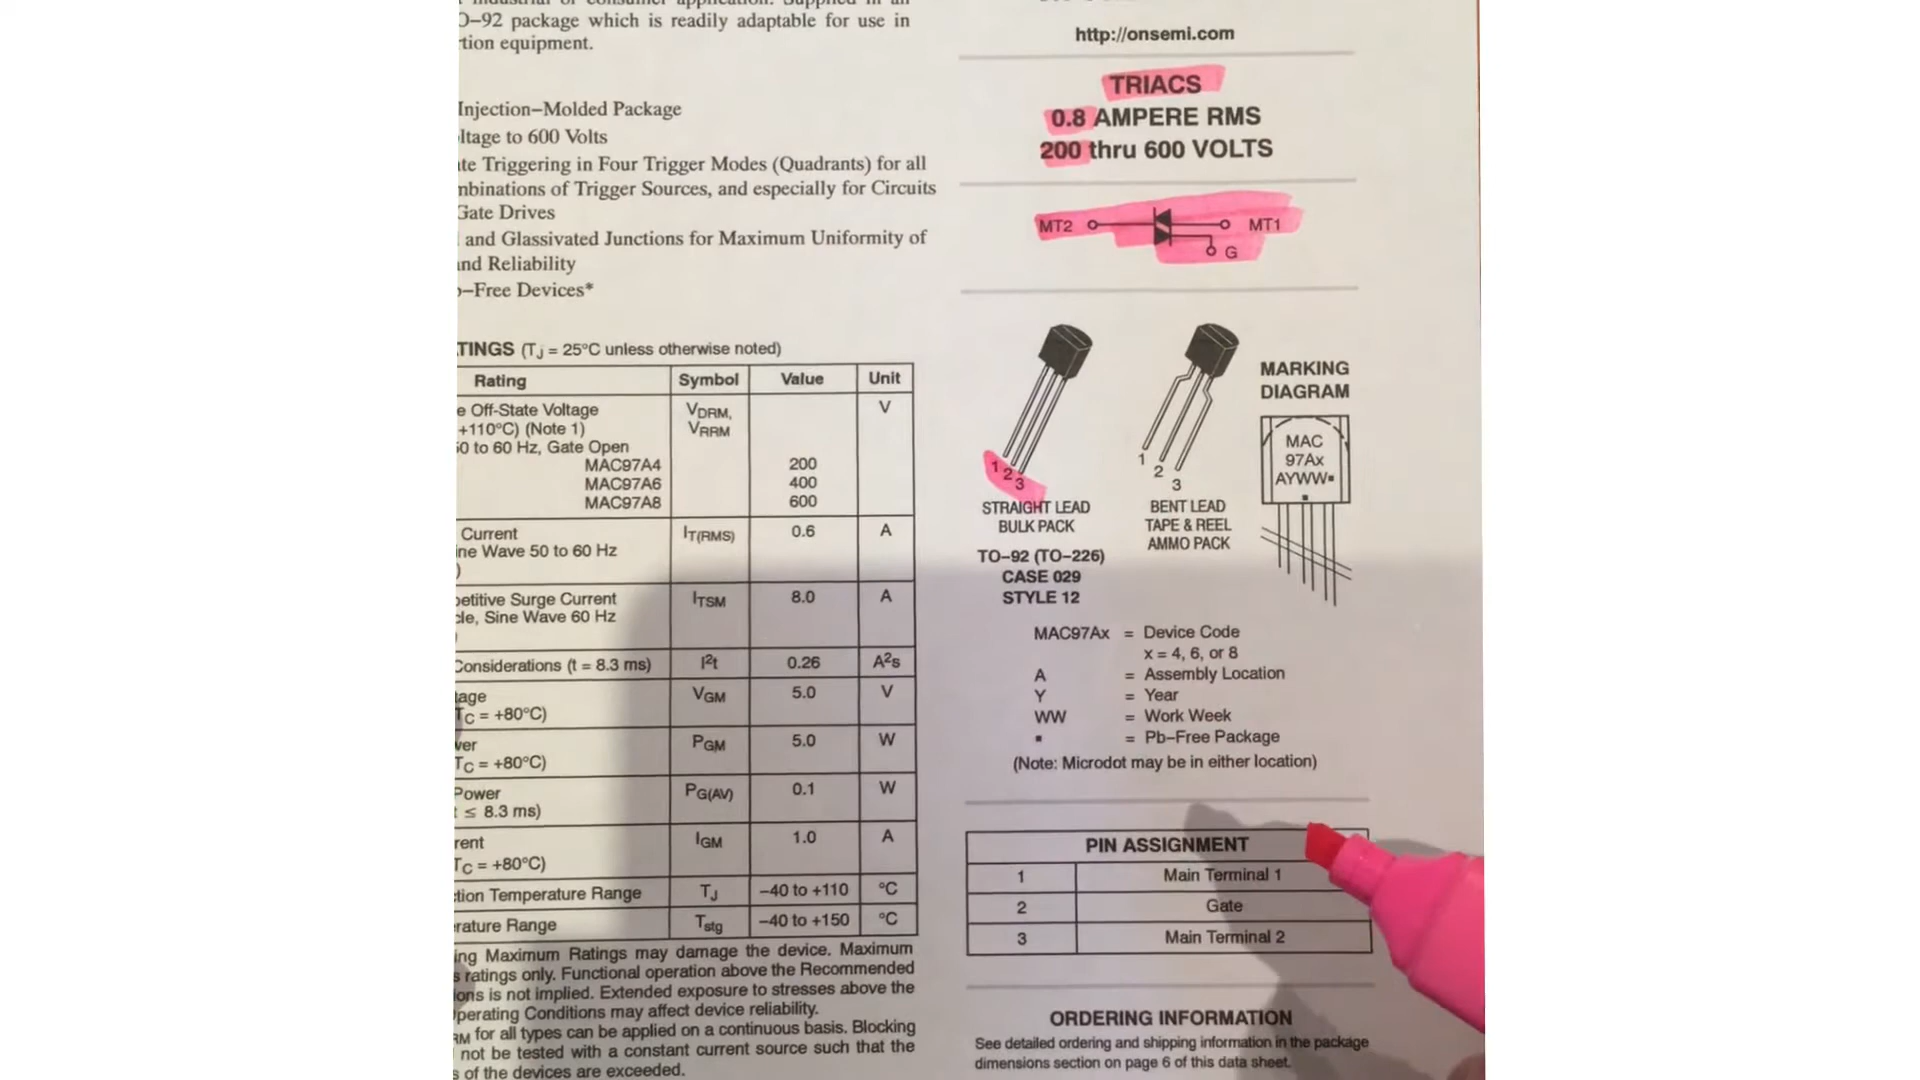 O–92 package which is readily adaptable for use in
tion equipment.
Injection–Molded Package
ltage to 600 Volts
te Triggering in Four Trigger Modes (Quadrants) for all
nbinations of Trigger Sources, and especially for Circuits
Gate Drives
and Glassivated Junctions for Maximum Uniformity of
nd Reliability
–Free Devices*
TINGS (TJ = 25°C unless otherwise noted)
Rating Symbol Value Unit
e Off-State Voltage VDRM, V
+110°C) (Note 1) VRRM
0 to 60 Hz, Gate Open
MAC97A4 200
MAC97A6 400
MAC97A8 600
Current IT(RMS) 0.6 A
ine Wave 50 to 60 Hz
)
petitive Surge Current ITSM 8.0 A
cle, Sine Wave 60 Hz
)
Considerations (t = 8.3 ms) I²t 0.26 A²s
tage VGM 5.0 V
TC = +80°C)
wer PGM 5.0 W
TC = +80°C)
Power PG(AV) 0.1 W
t ≤ 8.3 ms)
rrent IGM 1.0 A
TC = +80°C)
ction Temperature Range TJ –40 to +110 °C
erature Range Tstg –40 to +150 °C
ing Maximum Ratings may damage the device. Maximum
s ratings only. Functional operation above the Recommended
ions is not implied. Extended exposure to stresses above the
Operating Conditions may affect device reliability.
RM for all types can be applied on a continuous basis. Blocking
not be tested with a constant current source such that the
s of the devices are exceeded.
http://onsemi.com
TRIACS
0.8 AMPERE RMS
200 thru 600 VOLTS
MT2 MT1
G
MARKING
DIAGRAM
MAC
97Ax
AYWW▪
▪
1
2
3
1
2
3
STRAIGHT LEAD
BULK PACK
BENT LEAD
TAPE & REEL
AMMO PACK
TO–92 (TO–226)
CASE 029
STYLE 12
MAC97Ax = Device Code
x = 4, 6, or 8
A = Assembly Location
Y = Year
WW = Work Week
▪ = Pb–Free Package
(Note: Microdot may be in either location)
PIN ASSIGNMENT
1 Main Terminal 1
2 Gate
3 Main Terminal 2
ORDERING INFORMATION
See detailed ordering and shipping information in the package
dimensions section on page 6 of this data sheet.